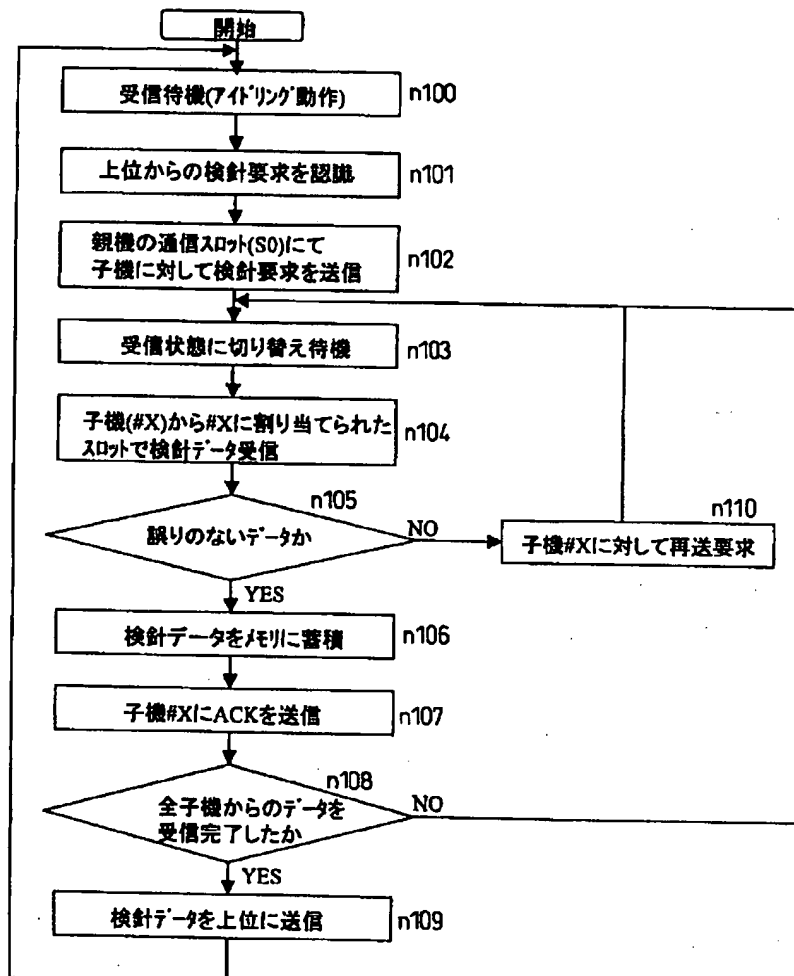 開始
受信待機(アイドリング動作)
n100
上位からの検針要求を認識
n101
親機の通信スロット(S0)にて
子機に対して検針要求を送信
n102
受信状態に切り替え待機
n103
子機(#X)から#Xに割り当てられた
スロットで検針データ受信
n104
n105
誤りのないデータか
NO
YES
n110
子機#Xに対して再送要求
検針データをメモリに蓄積
n106
子機#XにACKを送信
n107
n108
全子機からのデータを
受信完了したか
NO
YES
検針データを上位に送信
n109